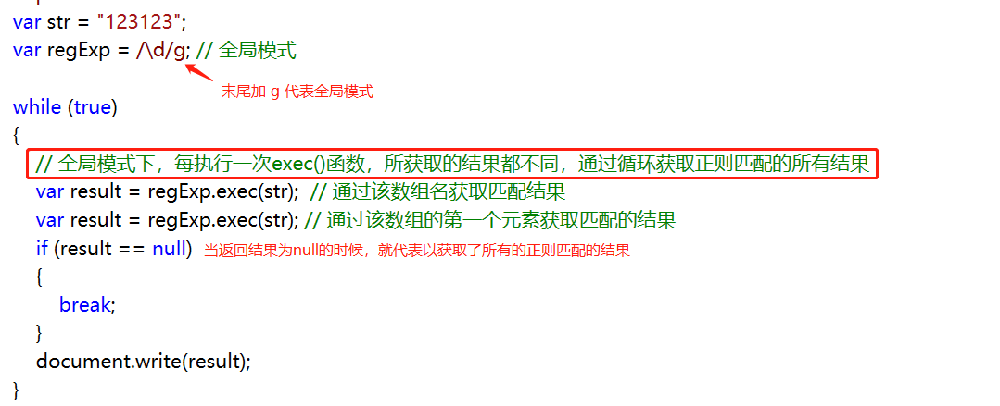 var str = "123123";
var regExp = /\d/g; // 全局模式
末尾加 g 代表全局模式
while (true)
{
// 全局模式下，每执行一次exec()函数，所获取的结果都不同，通过循环获取正则匹配的所有结果
var result = regExp.exec(str); // 通过该数组名获取匹配结果
var result = regExp.exec(str); // 通过该数组的第一个元素获取匹配的结果
if (result == null) 当返回结果为null的时候，就代表以获取了所有的正则匹配的结果
{
break;
}
document.write(result);
}